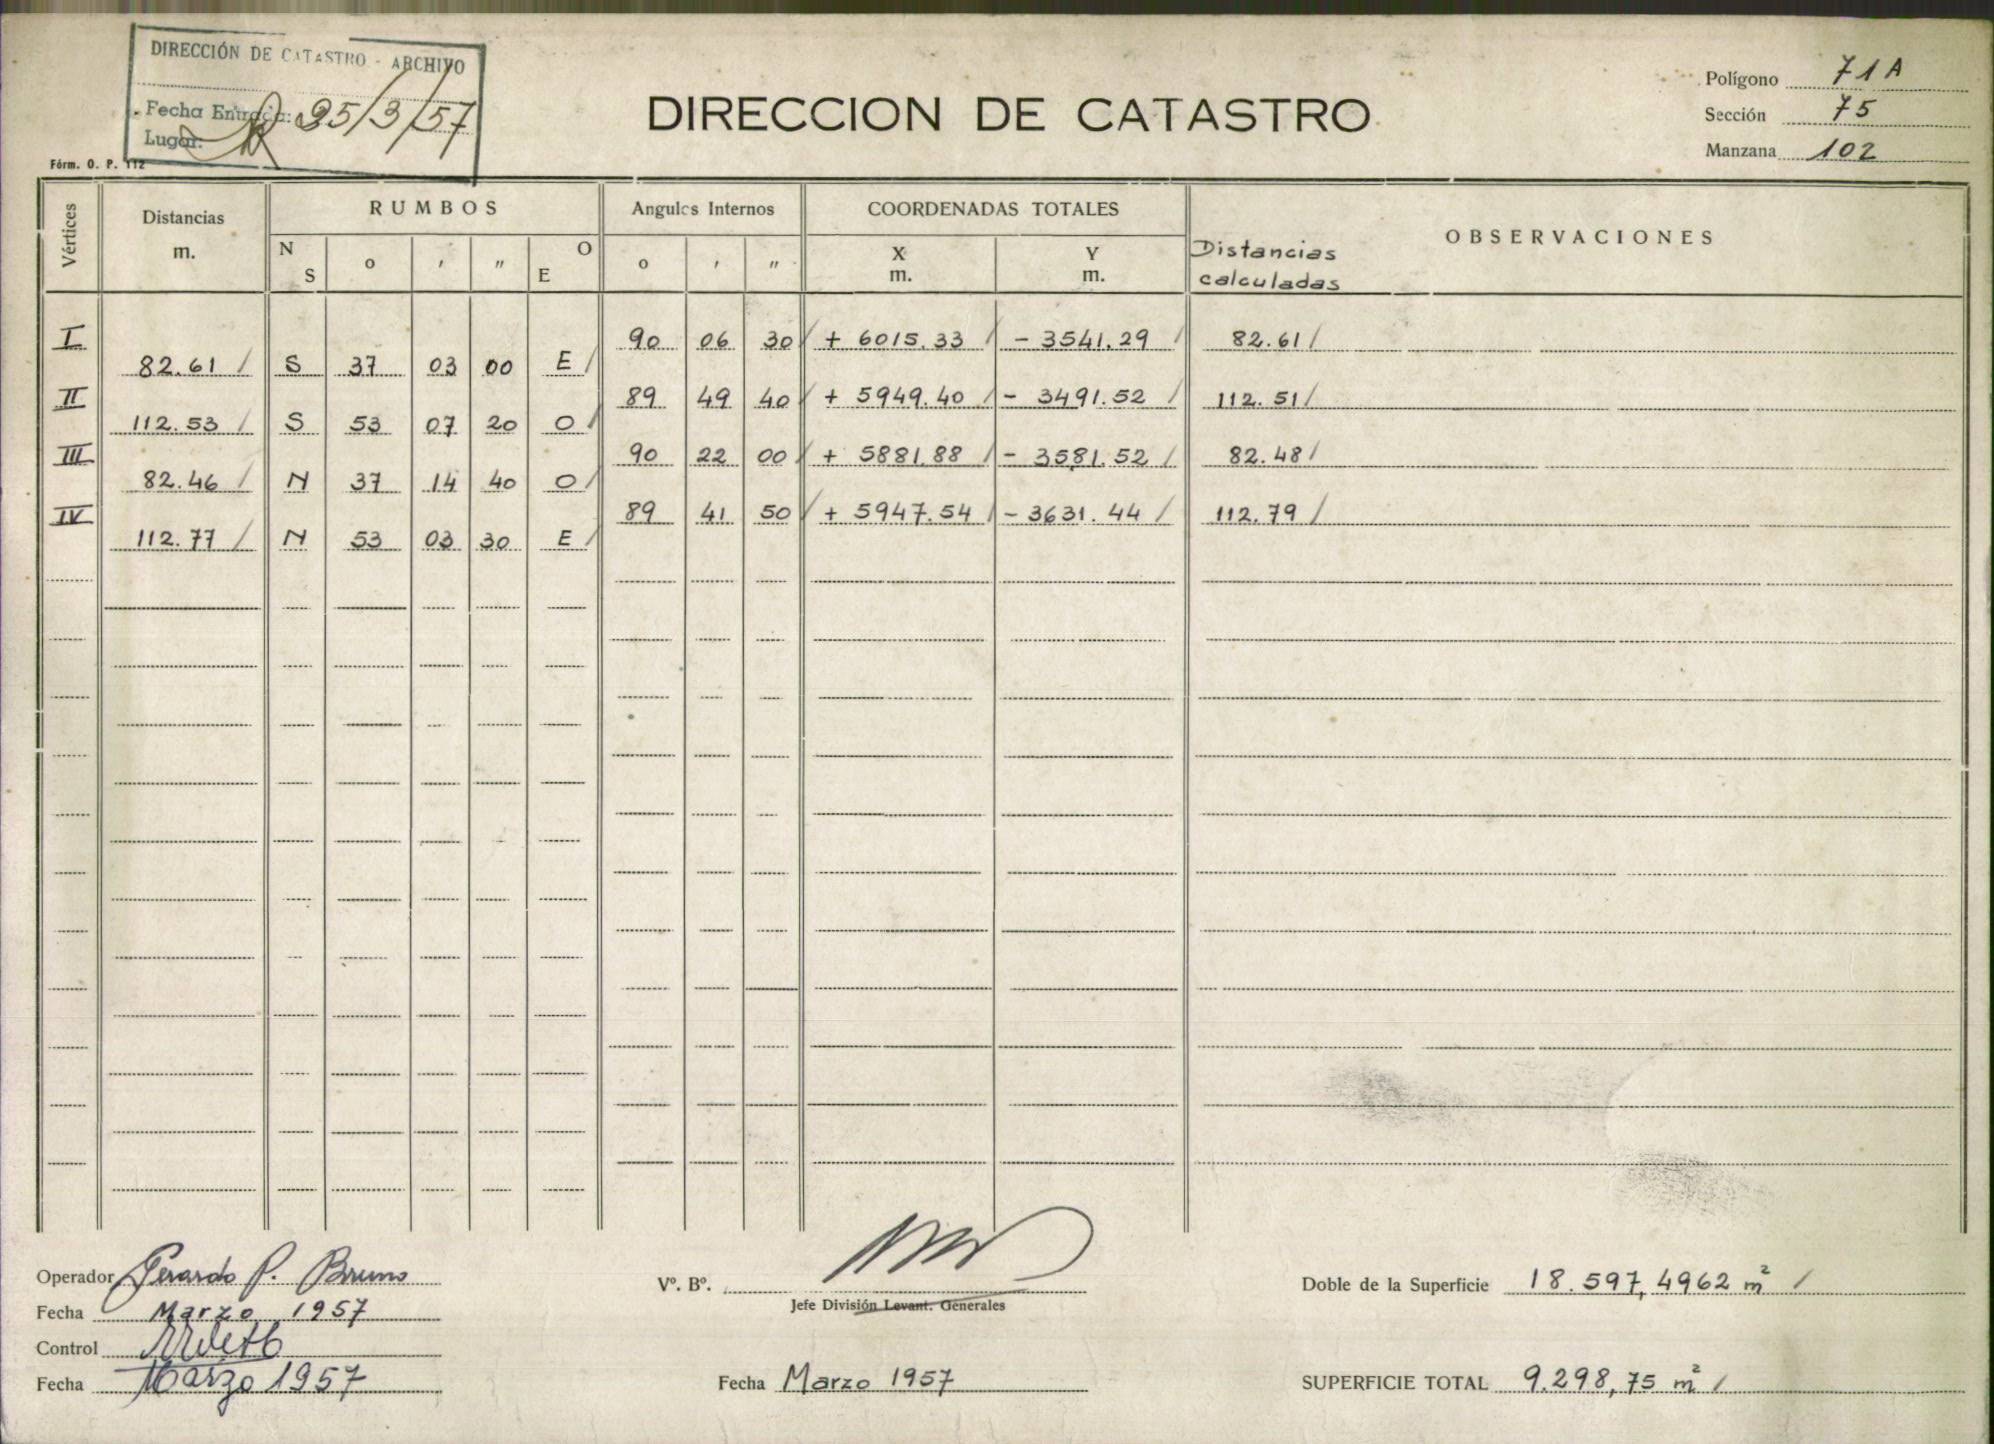 DIRECCIÓN DE CATASTRO - ARCHIVO
Fecha Entrada: 25/3/57
Lugar:
Fórm. O. P. 112
DIRECCION DE CATASTRO
Polígono 71 A
Sección 75
Manzana 102
Vértices Distancias m. RUMBOS Angulos Internos COORDENADAS TOTALES OBSERVACIONES
N S o ' " O E o ' " X m. Y m. Distancias calculadas
I 90 06 30 + 6015.33 - 3541.29 82.61
82.61 S 37 03 00 E
II 89 49 40 + 5949.40 - 3491.52 112.51
112.53 S 53 07 20 O
III 90 22 00 + 5881.88 - 3581.52 82.48
82.46 N 37 14 40 O
IV 89 41 50 + 5947.54 - 3631.44 112.79
112.77 N 53 03 30 E
Operador Gerardo P. Bruno
Fecha Marzo 1957
Control
Fecha Marzo 1957
Vº. Bº.
Jefe División Levant. Generales
Fecha Marzo 1957
Doble de la Superficie 18.597,4962 m²
SUPERFICIE TOTAL 9.298,75 m²